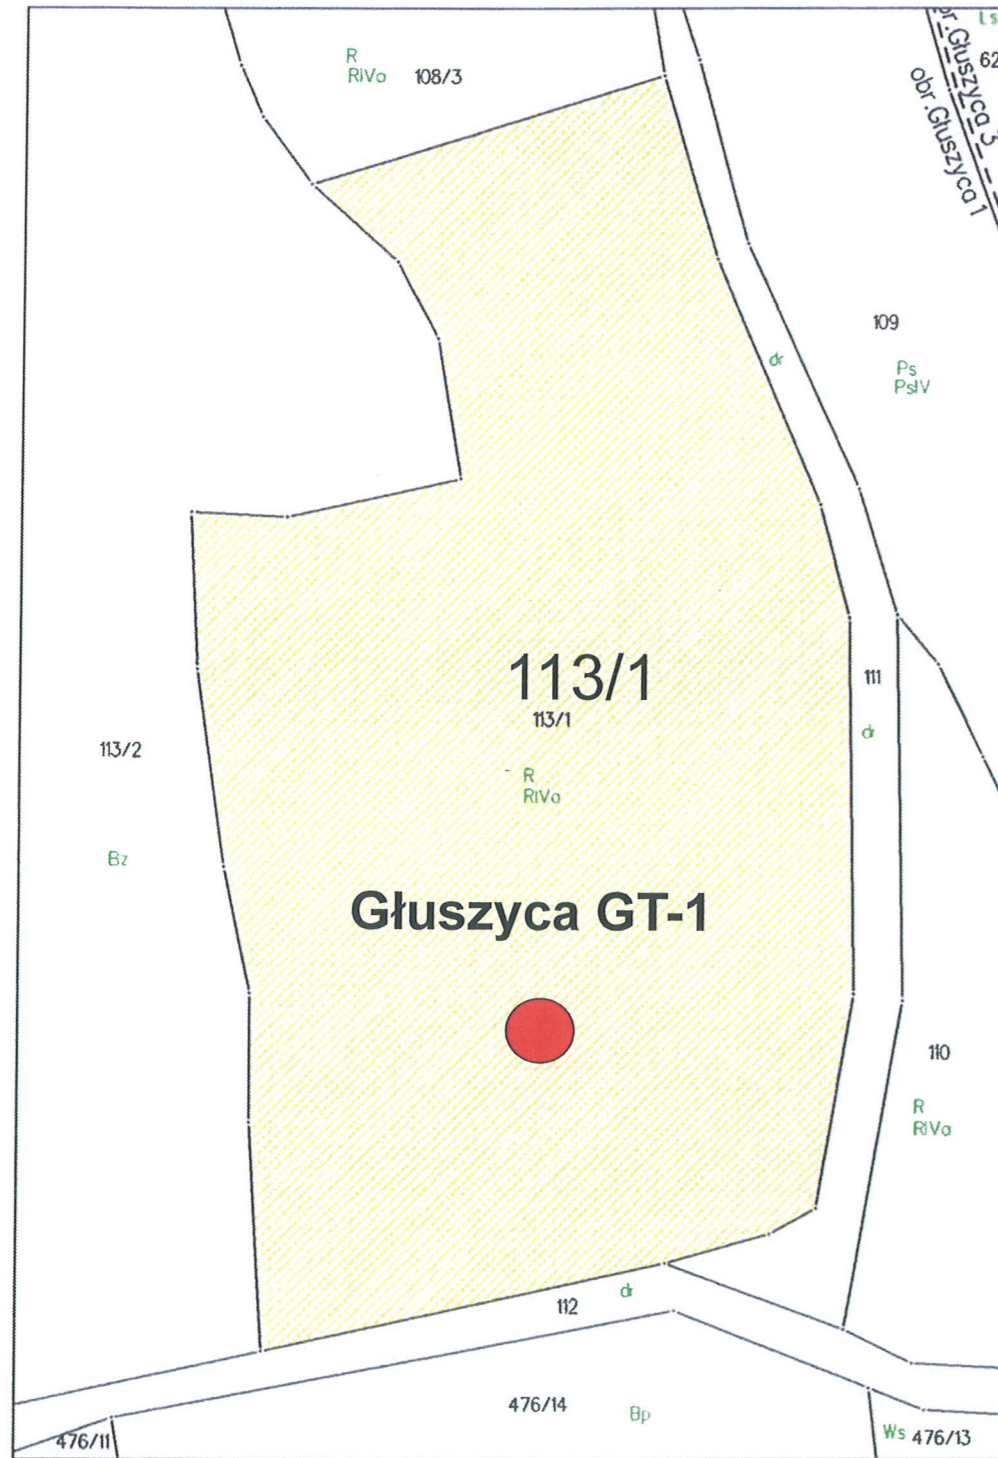 R
RIVa
108/3
Ls
62
obr.Głuszyca 3
obr.Głuszyca 1
109
Ps
PsIV
dr
113/1
113/1
R
RIVa
111
dr
113/2
Bz
Głuszyca GT-1
110
R
RIVa
112
dr
476/14
Bp
476/11
Ws 476/13